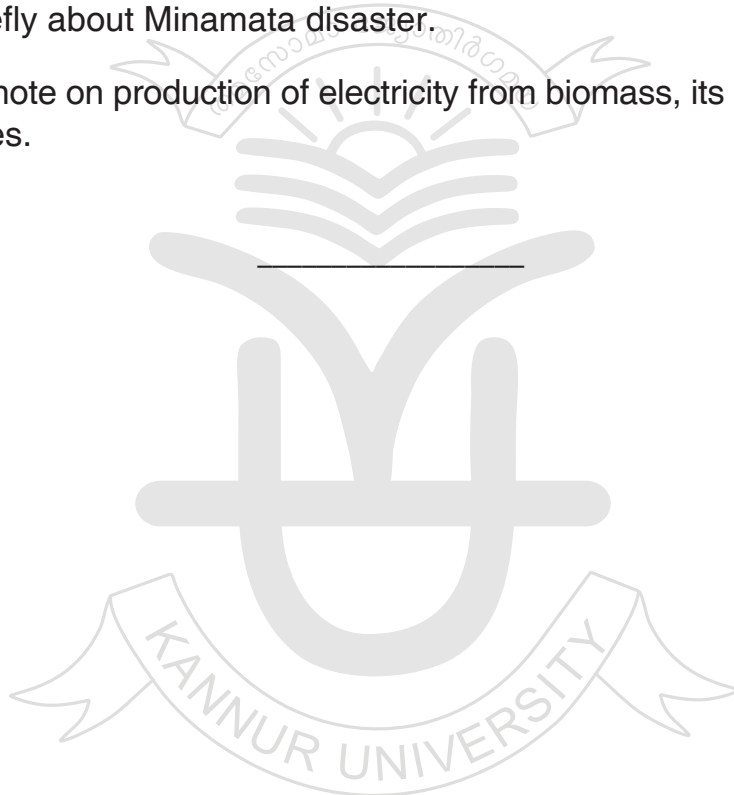 efly about Minamata disaster.
note on production of electricity from biomass, its
es.
KANNUR UNIVERSITY